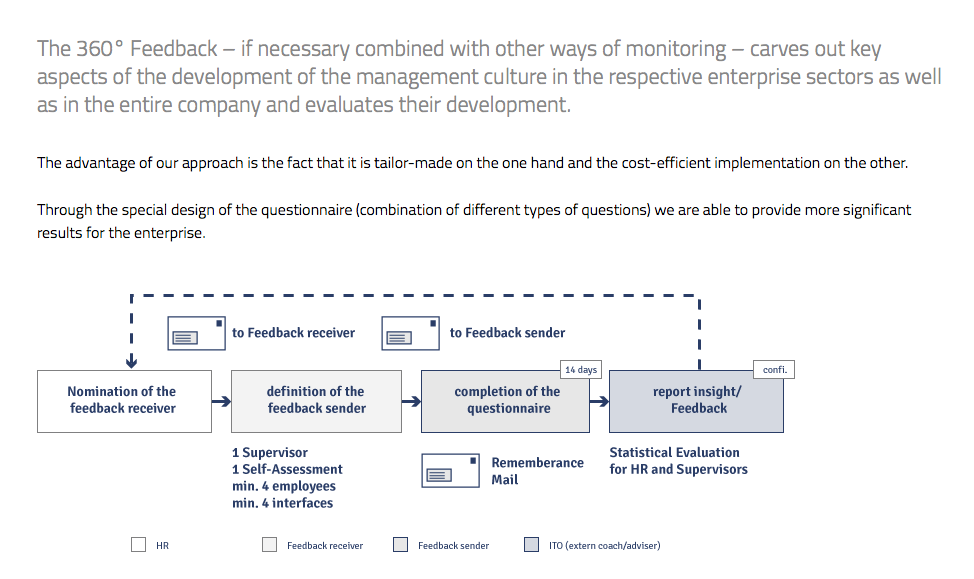 The 360° Feedback – if necessary combined with other ways of monitoring – carves out key
aspects of the development of the management culture in the respective enterprise sectors as well
as in the entire company and evaluates their development.
The advantage of our approach is the fact that it is tailor-made on the one hand and the cost-efficient implementation on the other.
Through the special design of the questionnaire (combination of different types of questions) we are able to provide more significant
results for the enterprise.
to Feedback receiver
to Feedback sender
14 days
confi.
Nomination of the
feedback receiver
definition of the
feedback sender
completion of the
questionnaire
report insight/
Feedback
1 Supervisor
1 Self-Assessment
min. 4 employees
min. 4 interfaces
Rememberance
Mail
Statistical Evaluation
for HR and Supervisors
HR
Feedback receiver
Feedback sender
ITO (extern coach/adviser)